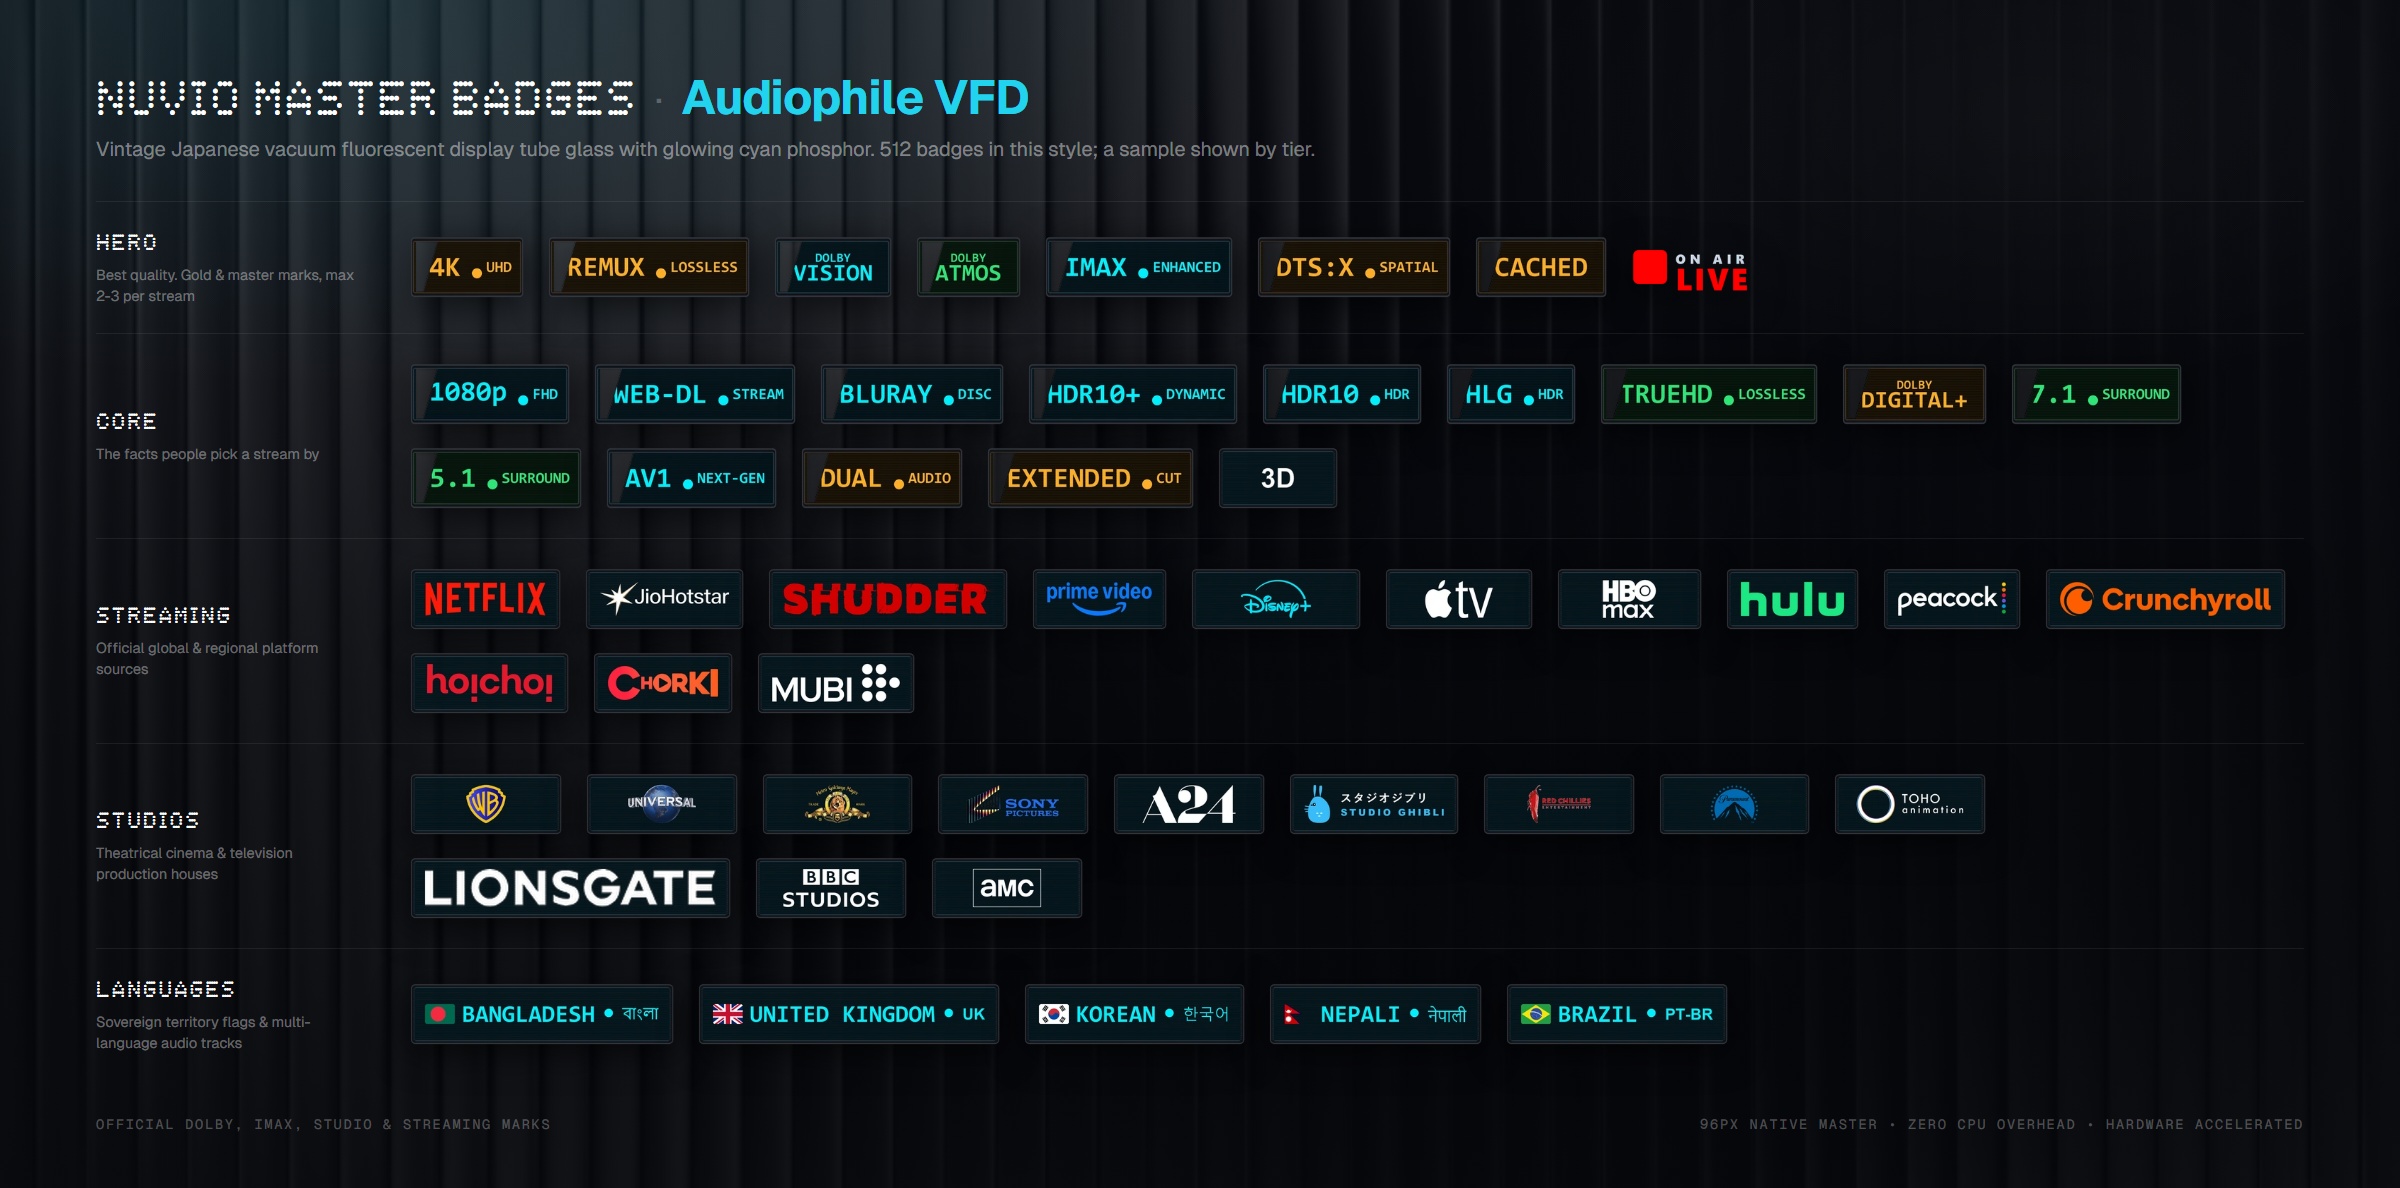 NUVIO MASTER BADGES · Audiophile VFD
Vintage Japanese vacuum fluorescent display tube glass with glowing cyan phosphor. 512 badges in this style; a sample shown by tier.
HERO
Best quality. Gold & master marks, max
2-3 per stream
4K ● UHD
REMUX ● LOSSLESS
DOLBY
VISION
DOLBY
ATMOS
IMAX ● ENHANCED
DTS:X ● SPATIAL
CACHED
ON AIR
LIVE
CORE
The facts people pick a stream by
1080p ● FHD
WEB-DL ● STREAM
BLURAY ● DISC
HDR10+ ● DYNAMIC
HDR10 ● HDR
HLG ● HDR
TRUEHD ● LOSSLESS
DOLBY
DIGITAL+
7.1 ● SURROUND
5.1 ● SURROUND
AV1 ● NEXT-GEN
DUAL ● AUDIO
EXTENDED ● CUT
3D
STREAMING
Official global & regional platform
sources
NETFLIX
JioHotstar
SHUDDER
prime video
Disney+
tv
HBO
max
hulu
peacock
Crunchyroll
hoichoi
CHORKI
MUBI
STUDIOS
Theatrical cinema & television
production houses
WB
UNIVERSAL
SONY
PICTURES
A24
スタジオジブリ
STUDIO GHIBLI
RED CHILLIES
ENTERTAINMENT
Paramount
TOHO
animation
LIONSGATE
BBC
STUDIOS
aMC
LANGUAGES
Sovereign territory flags & multi-
language audio tracks
BANGLADESH • বাংলা
UNITED KINGDOM • UK
KOREAN • 한국어
NEPALI • नेपाली
BRAZIL • PT-BR
OFFICIAL DOLBY, IMAX, STUDIO & STREAMING MARKS
96PX NATIVE MASTER • ZERO CPU OVERHEAD • HARDWARE ACCELERATED